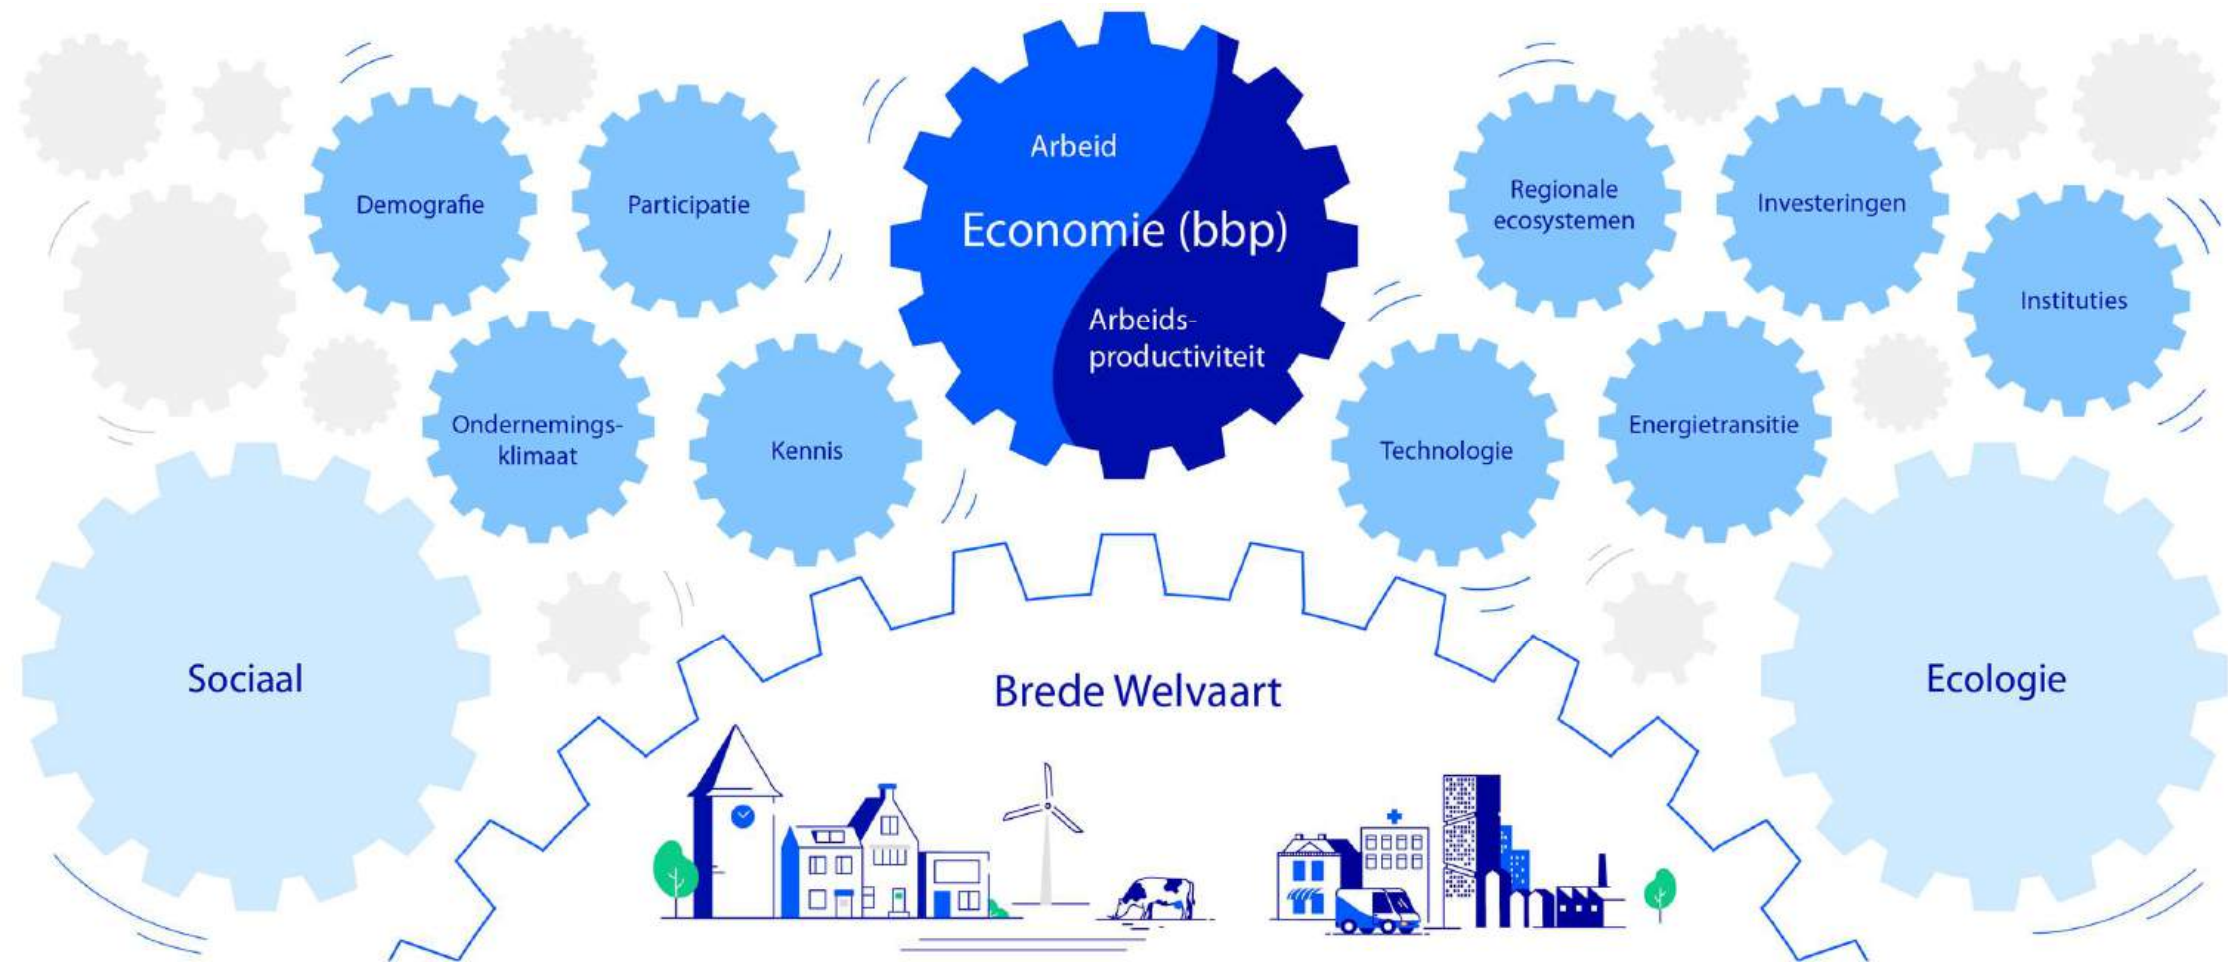 Demografie
Participatie
Ondernemings-
klimaat
Kennis
Arbeid
Economie (bbp)
Arbeids-
productiviteit
Regionale
ecosystemen
Investeringen
Instituties
Technologie
Energietransitie
Sociaal
Brede Welvaart
Ecologie